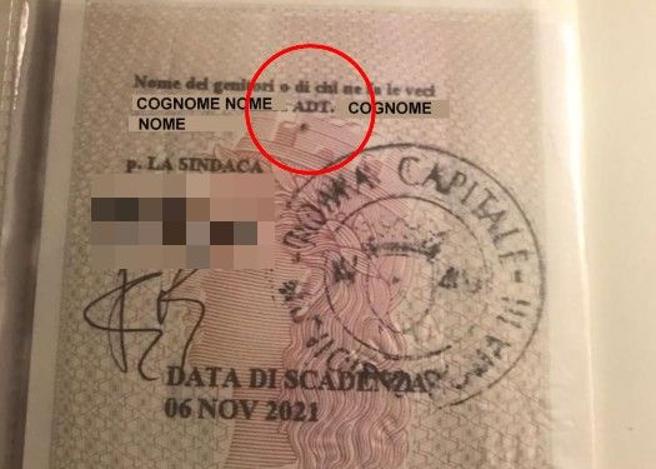 Nome dei genitori o di chi ne fa le veci
COGNOME NOME ADT. COGNOME
NOME
p. LA SINDACA
ROMA CAPITALE
DATA DI SCADENZA
06 NOV 2021